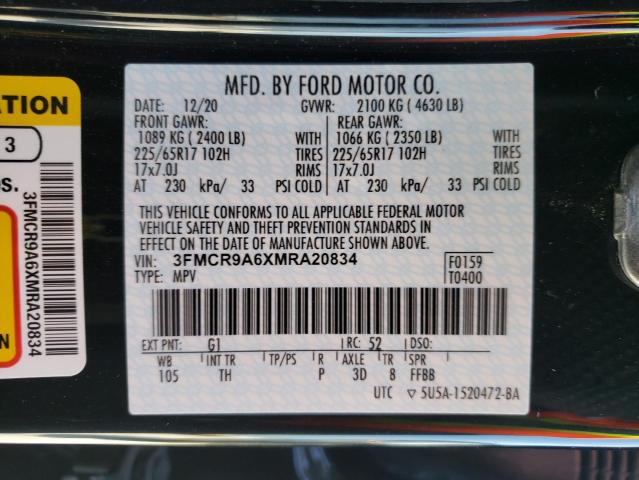 ATION
3
OS.
3FMCR9A6XMRA20834
N
MFD. BY FORD MOTOR CO.
DATE: 12/20 GVWR: 2100 KG ( 4630 LB)
FRONT GAWR: REAR GAWR:
1089 KG ( 2400 LB) WITH 1066 KG ( 2350 LB) WITH
225/65R17 102H TIRES 225/65R17 102H TIRES
17x7.0J RIMS 17x7.0J RIMS
AT 230 kPa/ 33 PSI COLD AT 230 kPa/ 33 PSI COLD
THIS VEHICLE CONFORMS TO ALL APPLICABLE FEDERAL MOTOR
VEHICLE SAFETY AND THEFT PREVENTION STANDARDS IN
EFFECT ON THE DATE OF MANUFACTURE SHOWN ABOVE.
VIN: 3FMCR9A6XMRA20834 F0159
TYPE: MPV T0400
EXT PNT: G1 RC: 52 DSO:
WB INT TR TP/PS R AXLE TR SPR
105 TH P 3D 8 FFBB
UTC ▽ 5U5A-1520472-BA